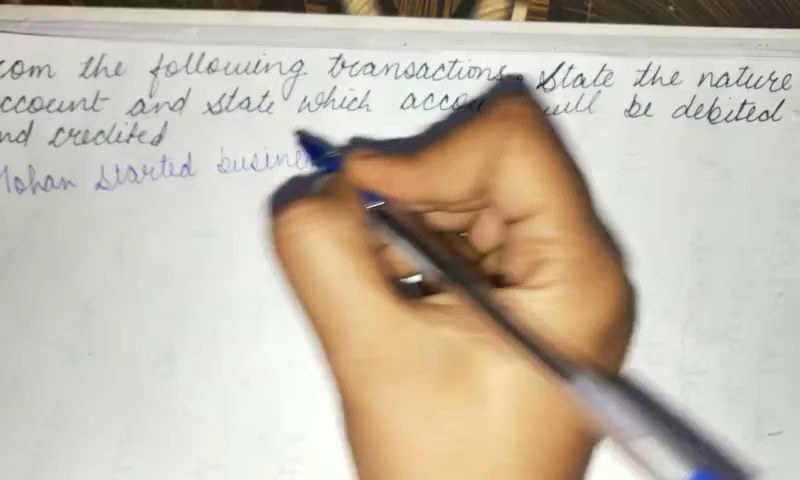 com the following transactions, State the nature
ccount and state which acco will be debited
nd credited
Mohan started busine